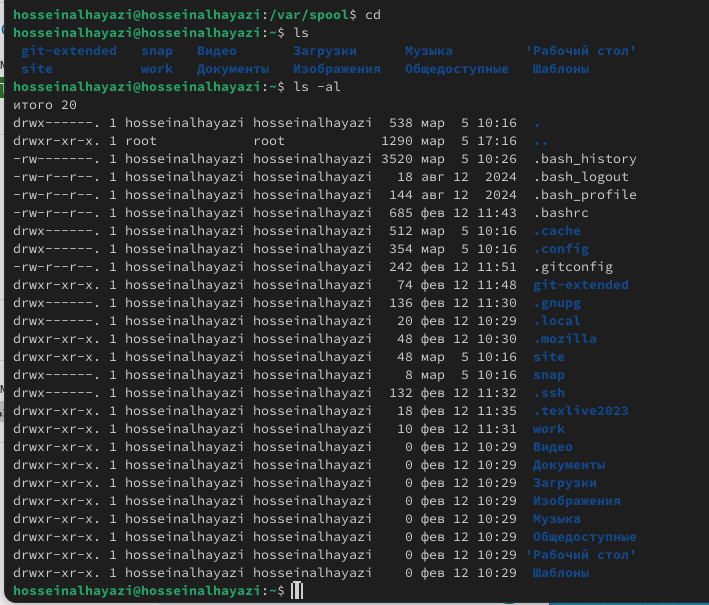 hosseinalhayazi@hosseinalhayazi:/var/spool$ cd
hosseinalhayazi@hosseinalhayazi:~$ ls
git-extended snap Видео Загрузки Музыка 'Рабочий стол'
site work Документы Изображения Общедоступные Шаблоны
hosseinalhayazi@hosseinalhayazi:~$ ls -al
итого 20
drwx------. 1 hosseinalhayazi hosseinalhayazi 538 мар 5 10:16 .
drwxr-xr-x. 1 root root 1290 мар 5 17:16 ..
-rw-------. 1 hosseinalhayazi hosseinalhayazi 3520 мар 5 10:26 .bash_history
-rw-r--r--. 1 hosseinalhayazi hosseinalhayazi 18 авг 12 2024 .bash_logout
-rw-r--r--. 1 hosseinalhayazi hosseinalhayazi 144 авг 12 2024 .bash_profile
-rw-r--r--. 1 hosseinalhayazi hosseinalhayazi 685 фев 12 11:43 .bashrc
drwx------. 1 hosseinalhayazi hosseinalhayazi 512 мар 5 10:16 .cache
drwx------. 1 hosseinalhayazi hosseinalhayazi 354 мар 5 10:16 .config
-rw-r--r--. 1 hosseinalhayazi hosseinalhayazi 242 фев 12 11:51 .gitconfig
drwxr-xr-x. 1 hosseinalhayazi hosseinalhayazi 74 фев 12 11:48 git-extended
drwx------. 1 hosseinalhayazi hosseinalhayazi 136 фев 12 11:30 .gnupg
drwx------. 1 hosseinalhayazi hosseinalhayazi 20 фев 12 10:29 .local
drwxr-xr-x. 1 hosseinalhayazi hosseinalhayazi 48 фев 12 10:30 .mozilla
drwxr-xr-x. 1 hosseinalhayazi hosseinalhayazi 48 мар 5 10:16 site
drwx------. 1 hosseinalhayazi hosseinalhayazi 8 мар 5 10:16 snap
drwx------. 1 hosseinalhayazi hosseinalhayazi 132 фев 12 11:32 .ssh
drwxr-xr-x. 1 hosseinalhayazi hosseinalhayazi 18 фев 12 11:35 .texlive2023
drwxr-xr-x. 1 hosseinalhayazi hosseinalhayazi 10 фев 12 11:31 work
drwxr-xr-x. 1 hosseinalhayazi hosseinalhayazi 0 фев 12 10:29 Видео
drwxr-xr-x. 1 hosseinalhayazi hosseinalhayazi 0 фев 12 10:29 Документы
drwxr-xr-x. 1 hosseinalhayazi hosseinalhayazi 0 фев 12 10:29 Загрузки
drwxr-xr-x. 1 hosseinalhayazi hosseinalhayazi 0 фев 12 10:29 Изображения
drwxr-xr-x. 1 hosseinalhayazi hosseinalhayazi 0 фев 12 10:29 Музыка
drwxr-xr-x. 1 hosseinalhayazi hosseinalhayazi 0 фев 12 10:29 Общедоступные
drwxr-xr-x. 1 hosseinalhayazi hosseinalhayazi 0 фев 12 10:29 'Рабочий стол'
drwxr-xr-x. 1 hosseinalhayazi hosseinalhayazi 0 фев 12 10:29 Шаблоны
hosseinalhayazi@hosseinalhayazi:~$